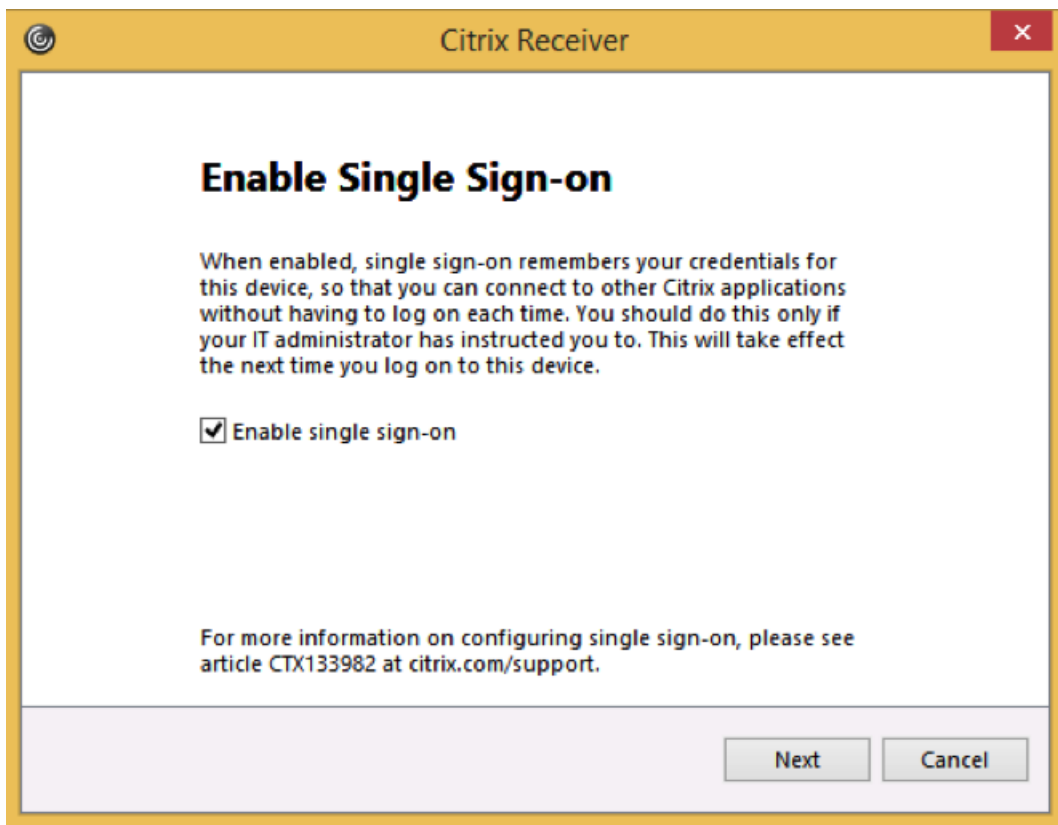 Citrix Receiver
Enable Single Sign-on
When enabled, single sign-on remembers your credentials for
this device, so that you can connect to other Citrix applications
without having to log on each time. You should do this only if
your IT administrator has instructed you to. This will take effect
the next time you log on to this device.
Enable single sign-on
For more information on configuring single sign-on, please see
article CTX133982 at citrix.com/support.
Next
Cancel